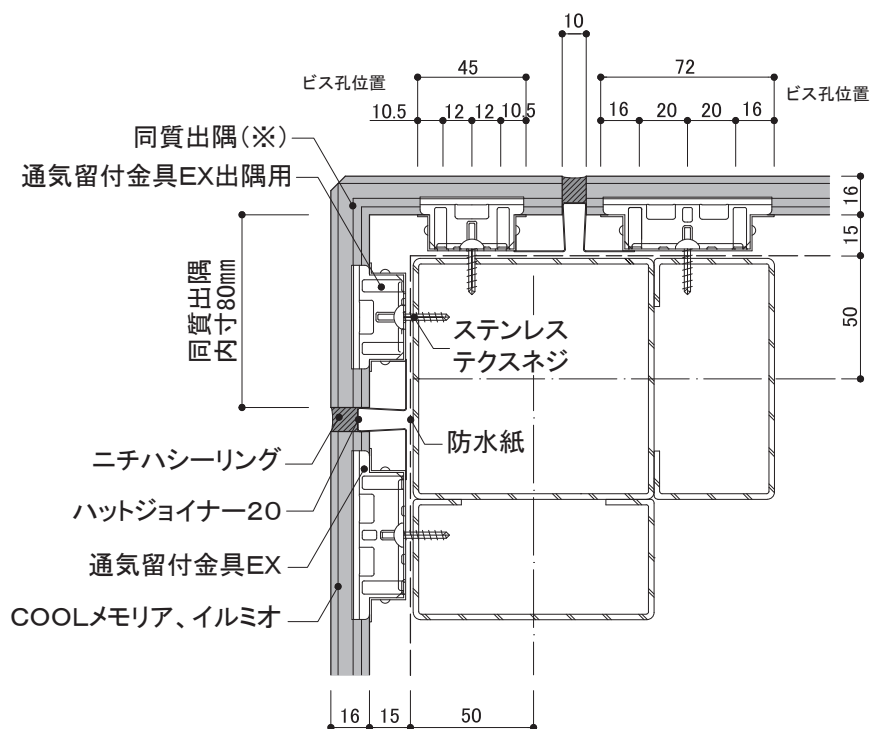 10
45
72
ビス孔位置
ビス孔位置
10.5
12
12
10.5
16
20
20
16
同質出隅(※)
通気留付金具EX出隅用
16
15
50
同質出隅
内寸80mm
ステンレス
テクスネジ
防水紙
ニチハシーリング
ハットジョイナー20
通気留付金具EX
COOLメモリア、イルミオ
16
15
50